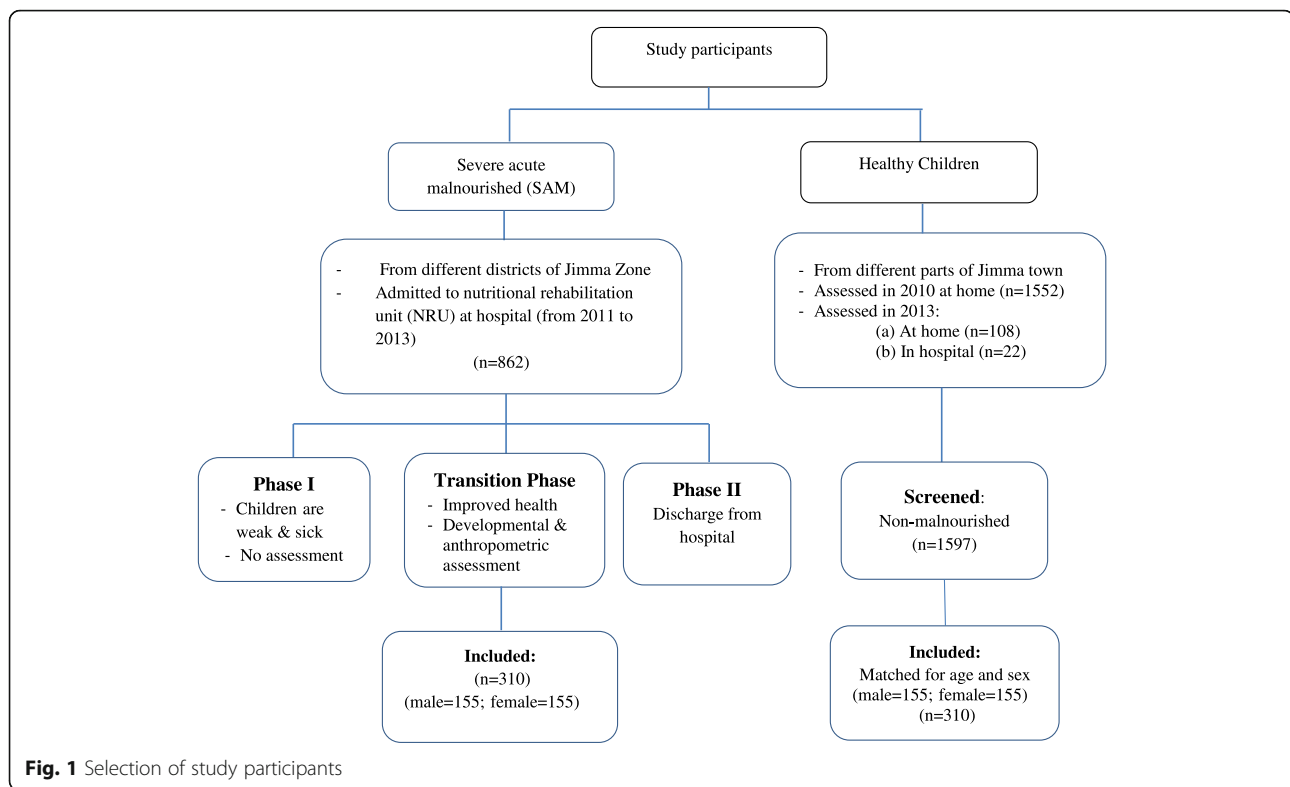 Study participants
Severe acute
malnourished (SAM)
Healthy Children
- From different districts of Jimma Zone
- Admitted to nutritional rehabilitation
unit (NRU) at hospital (from 2011 to
2013)
(n=862)
- From different parts of Jimma town
- Assessed in 2010 at home (n=1552)
- Assessed in 2013:
(a) At home (n=108)
(b) In hospital (n=22)
Phase I
- Children are
weak & sick
- No assessment
Transition Phase
- Improved health
- Developmental &
anthropometric
assessment
Phase II
Discharge from
hospital
Screened:
Non-malnourished
(n=1597)
Included:
(n=310)
(male=155; female=155)
Included:
Matched for age and sex
(male=155; female=155)
(n=310)
Fig. 1 Selection of study participants